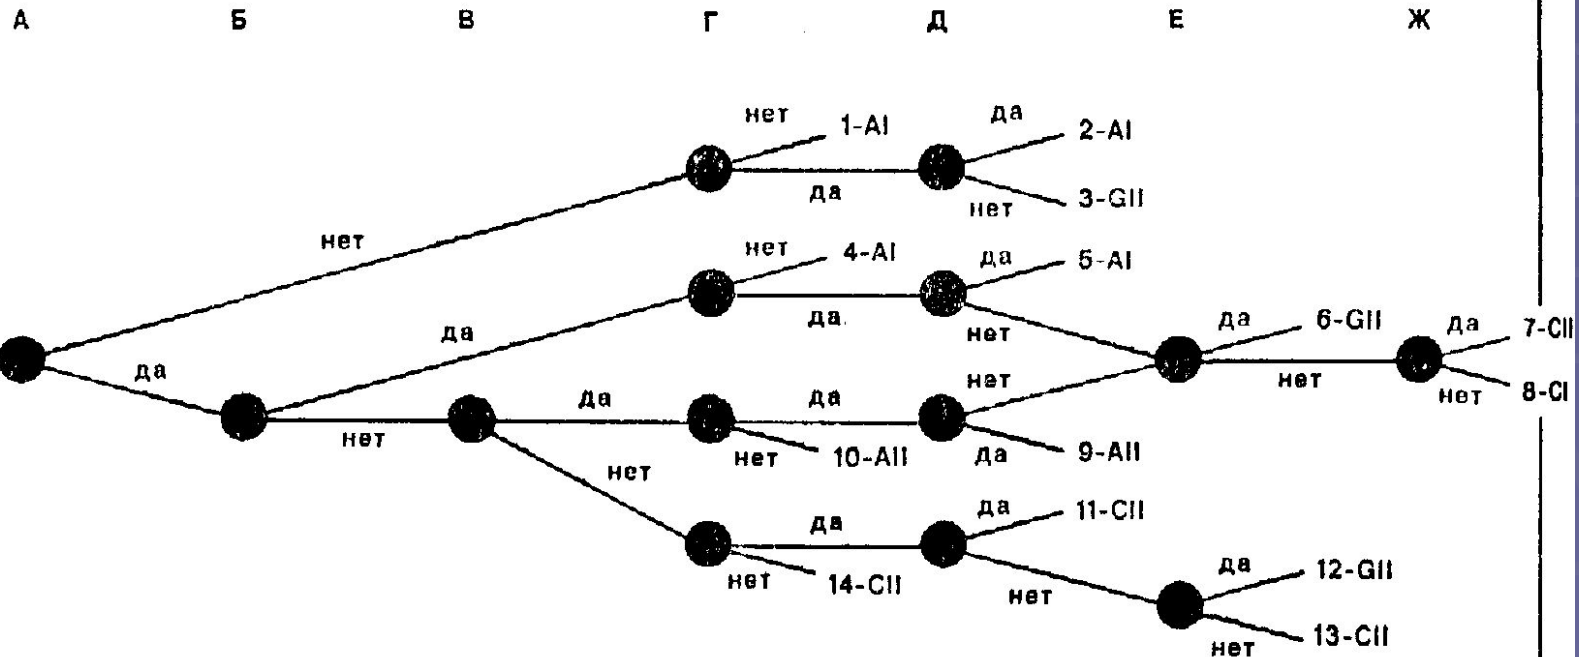 А Б В Г Д Е Ж
нет да
1-AI 2-AI
да
нет 3-GII
нет
нет 4-AI да 5-AI
да
да нет
да 6-GII да 7-CII
нет
нет 8-CI
да
нет
да да нет
нет 10-AII да 9-AII
нет
да да 11-CII
нет 14-CII нет
да 12-GII
нет 13-CII